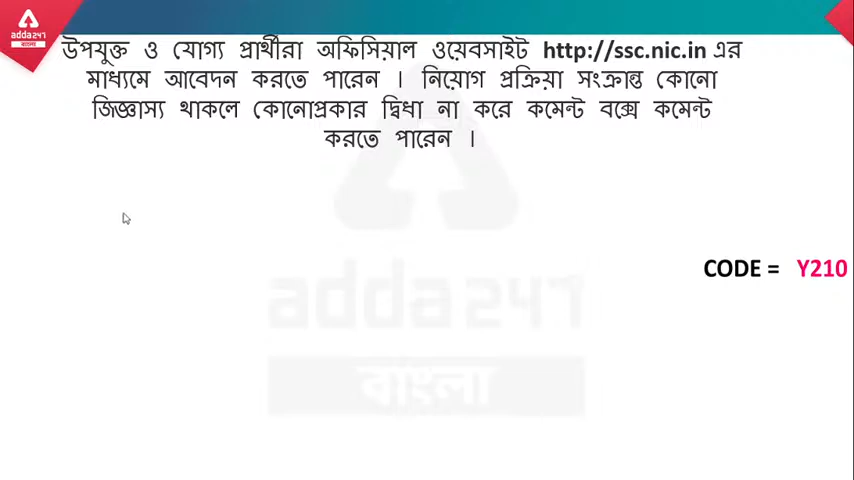 adda247
বাংলা
উপযুক্ত ও যোগ্য প্রার্থীরা অফিসিয়াল ওয়েবসাইট http://ssc.nic.in এর
মাধ্যমে আবেদন করতে পারেন । নিয়োগ প্রক্রিয়া সংক্রান্ত কোনো
জিজ্ঞাস্য থাকলে কোনোপ্রকার দ্বিধা না করে কমেন্ট বক্সে কমেন্ট
করতে পারেন ।
CODE = Y210
adda247
বাংলা